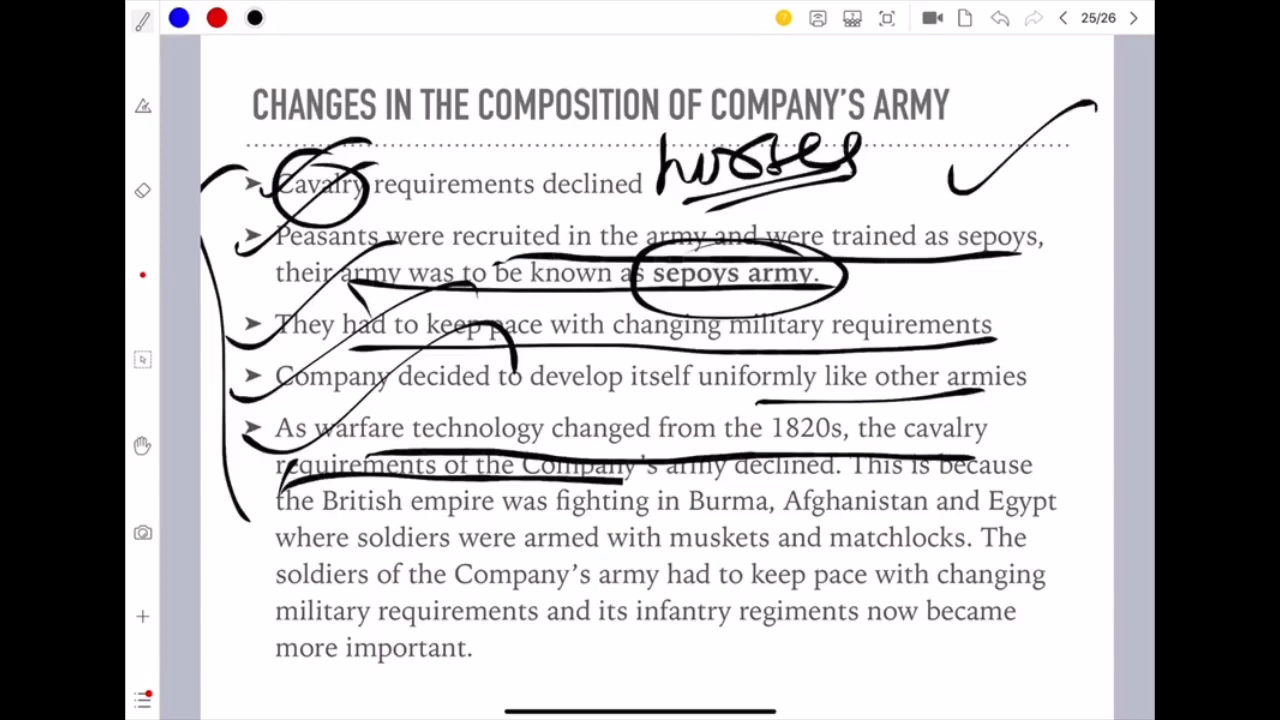 25/26
CHANGES IN THE COMPOSITION OF COMPANY'S ARMY
horses
➤ Cavalry requirements declined
➤ Peasants were recruited in the army and were trained as sepoys,
their army was to be known as sepoys army.
➤ They had to keep pace with changing military requirements
➤ Company decided to develop itself uniformly like other armies
➤ As warfare technology changed from the 1820s, the cavalry
requirements of the Company's army declined. This is because
the British empire was fighting in Burma, Afghanistan and Egypt
where soldiers were armed with muskets and matchlocks. The
soldiers of the Company's army had to keep pace with changing
military requirements and its infantry regiments now became
more important.